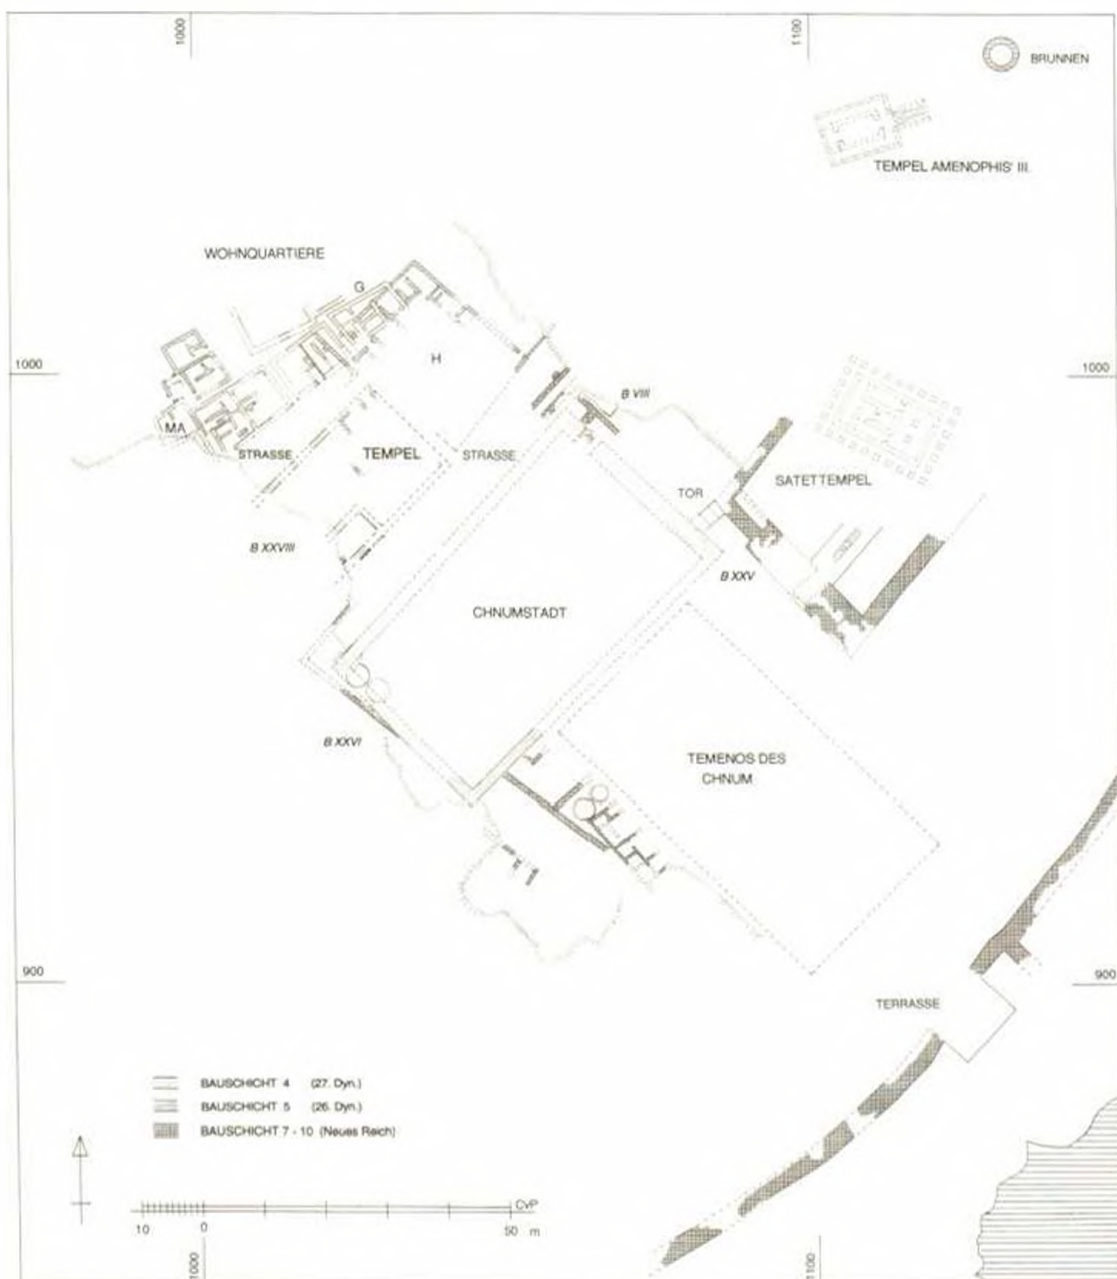 1000
1100
BRUNNEN
TEMPEL AMENOPHIS' III.
WOHNQUARTIERE
G
1000
H
1000
B VIII
MA
STRASSE
TEMPEL
STRASSE
SATETTEMPEL
TOR
B XXVIII
B XXV
CHNUMSTADT
B XXVI
TEMENOS DES
CHNUM
900
900
TERRASSE
BAUSCHICHT 4 (27. Dyn.)
BAUSCHICHT 5 (26. Dyn.)
BAUSCHICHT 7 - 10 (Neues Reich)
CvP
10 0 50 m
1000
1100